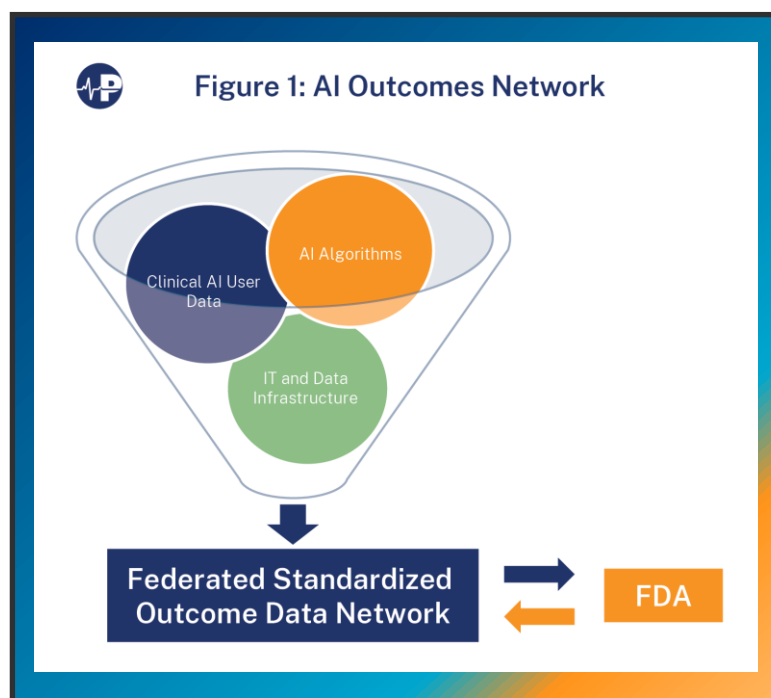 P
Figure 1: AI Outcomes Network
AI Algorithms
Clinical AI User
Data
IT and Data
Infrastructure
Federated Standardized
Outcome Data Network
FDA